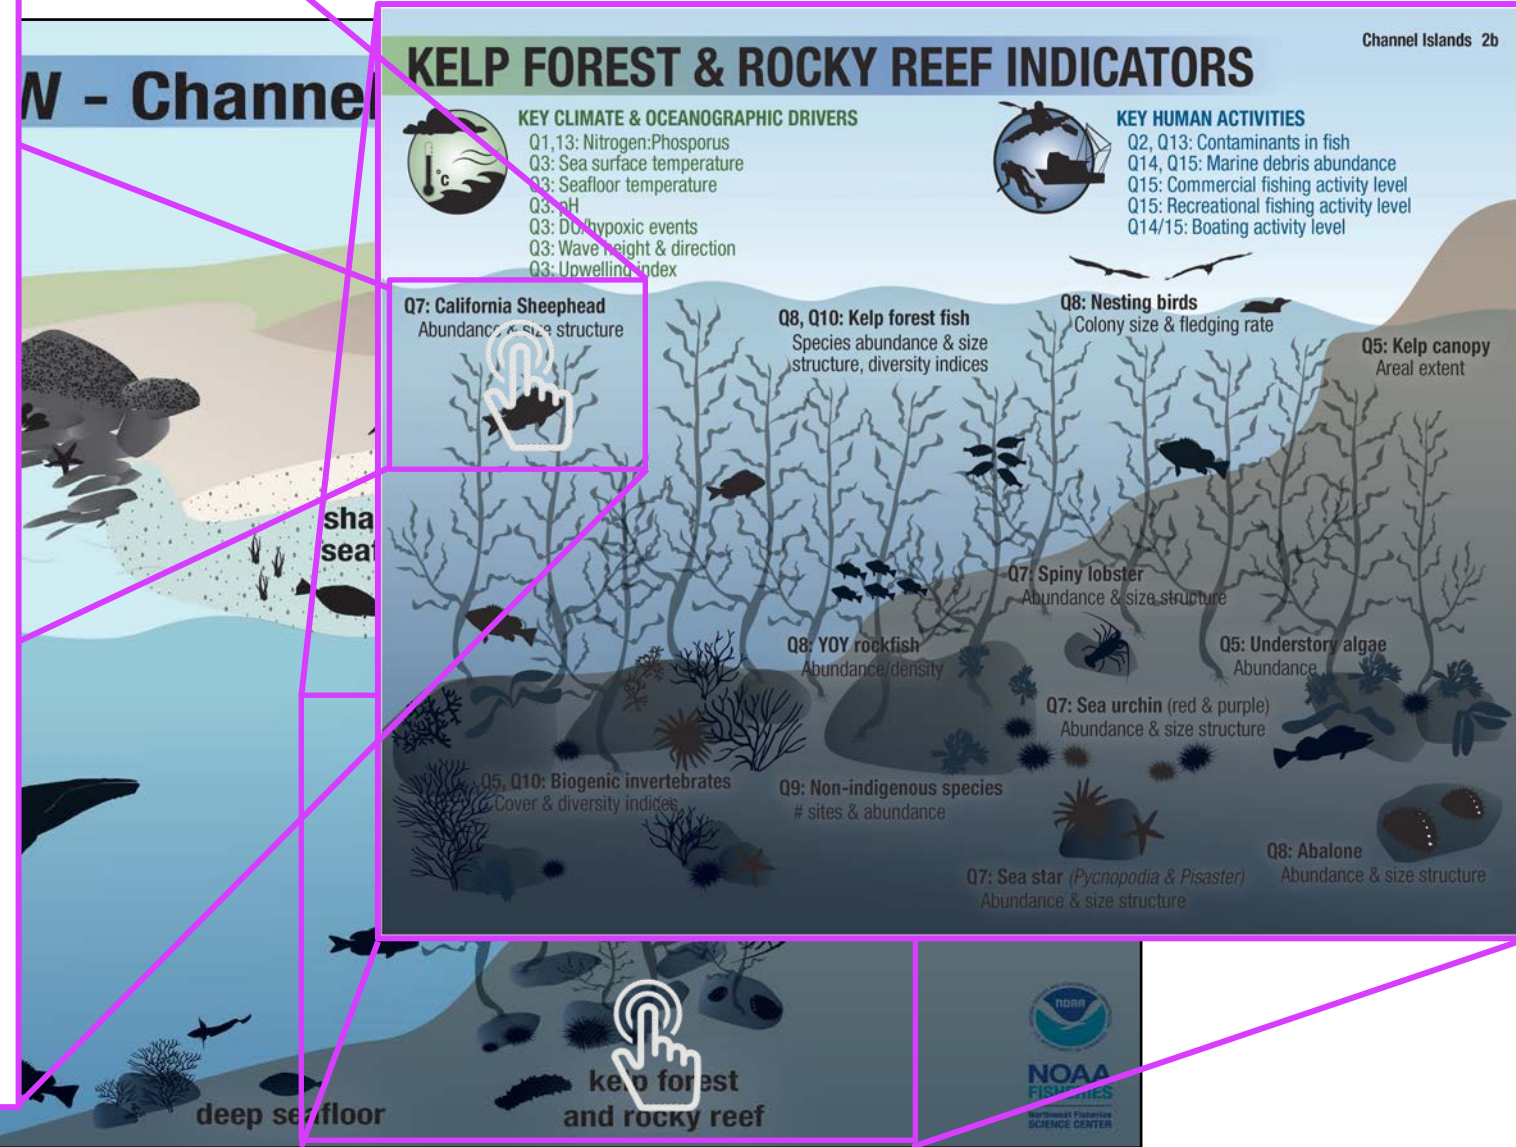 W - Channe
KELP FOREST & ROCKY REEF INDICATORS
Channel Islands 2b
KEY CLIMATE & OCEANOGRAPHIC DRIVERS
Q1,13: Nitrogen:Phosporus
Q3: Sea surface temperature
Q3: Seafloor temperature
Q3: pH
Q3: DO/hypoxic events
Q3: Wave height & direction
Q3: Upwelling index
°C
KEY HUMAN ACTIVITIES
Q2, Q13: Contaminants in fish
Q14, Q15: Marine debris abundance
Q15: Commercial fishing activity level
Q15: Recreational fishing activity level
Q14/15: Boating activity level
Q7: California Sheephead
Abundance & size structure
Q8, Q10: Kelp forest fish
Species abundance & size
structure, diversity indices
Q8: Nesting birds
Colony size & fledging rate
Q5: Kelp canopy
Areal extent
sha
seaf
Q7: Spiny lobster
Abundance & size structure
Q8: YOY rockfish
Abundance/density
Q5: Understory algae
Abundance
Q7: Sea urchin (red & purple)
Abundance & size structure
Q5, Q10: Biogenic invertebrates
Cover & diversity indices
Q9: Non-indigenous species
# sites & abundance
Q7: Sea star (Pycnopodia & Pisaster)
Abundance & size structure
Q8: Abalone
Abundance & size structure
deep seafloor
kelp forest
and rocky reef
NOAA
NOAA
FISHERIES
Northwest Fisheries
SCIENCE CENTER